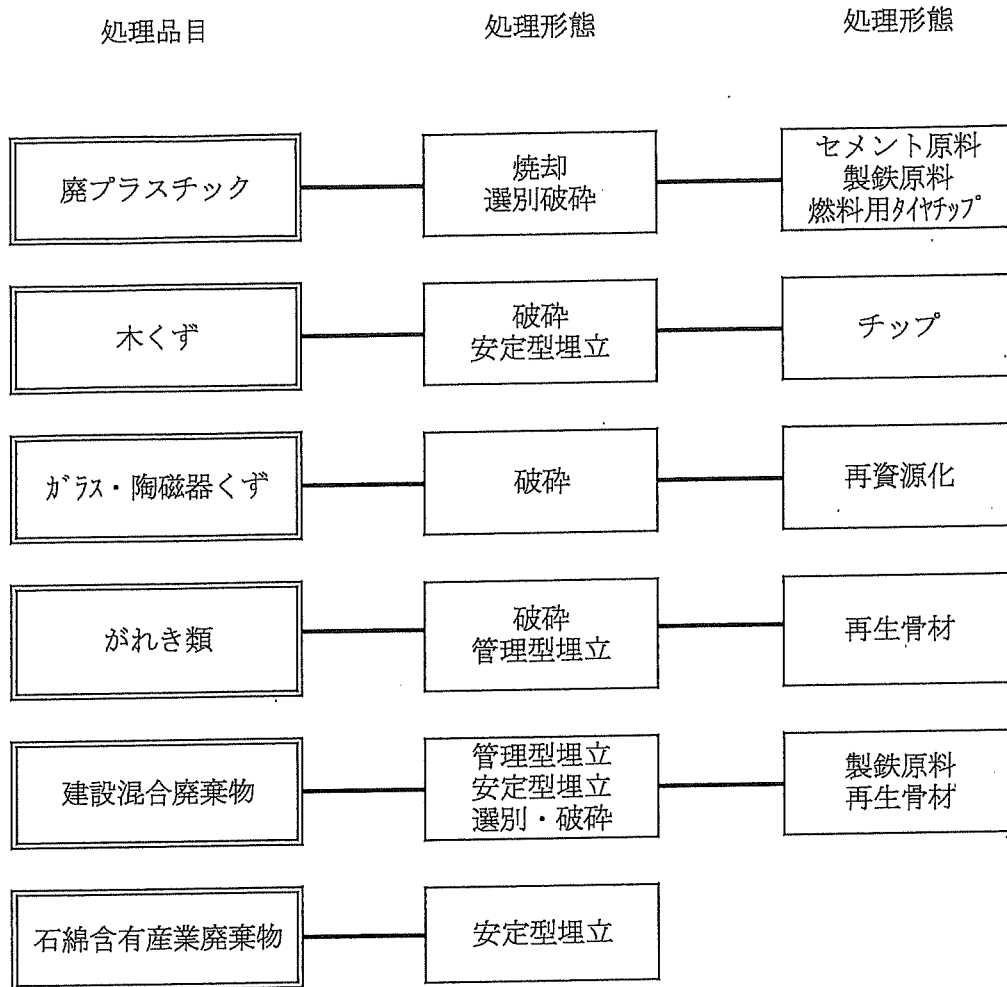 処理品目 処理形態 処理形態
廃プラスチック
焼却
選別破砕
セメント原料
製鉄原料
燃料用ﾀｲﾔﾁｯﾌﾟ
木くず
破砕
安定型埋立
チップ
ｶﾞﾗｽ・陶磁器くず
破砕
再資源化
がれき類
破砕
管理型埋立
再生骨材
建設混合廃棄物
管理型埋立
安定型埋立
選別・破砕
製鉄原料
再生骨材
石綿含有産業廃棄物
安定型埋立